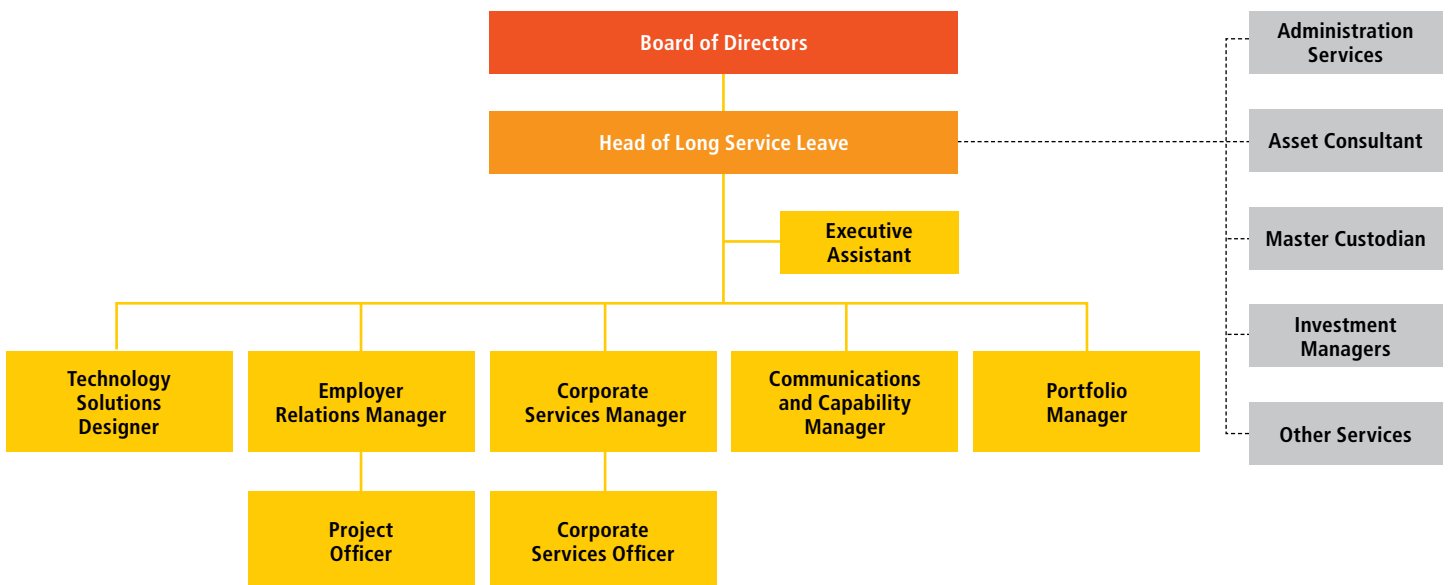 Board of Directors
Head of Long Service Leave
Executive
Assistant
Technology
Solutions
Designer
Employer
Relations Manager
Corporate
Services Manager
Communications
and Capability
Manager
Portfolio
Manager
Project
Officer
Corporate
Services Officer
Administration
Services
Asset Consultant
Master Custodian
Investment
Managers
Other Services